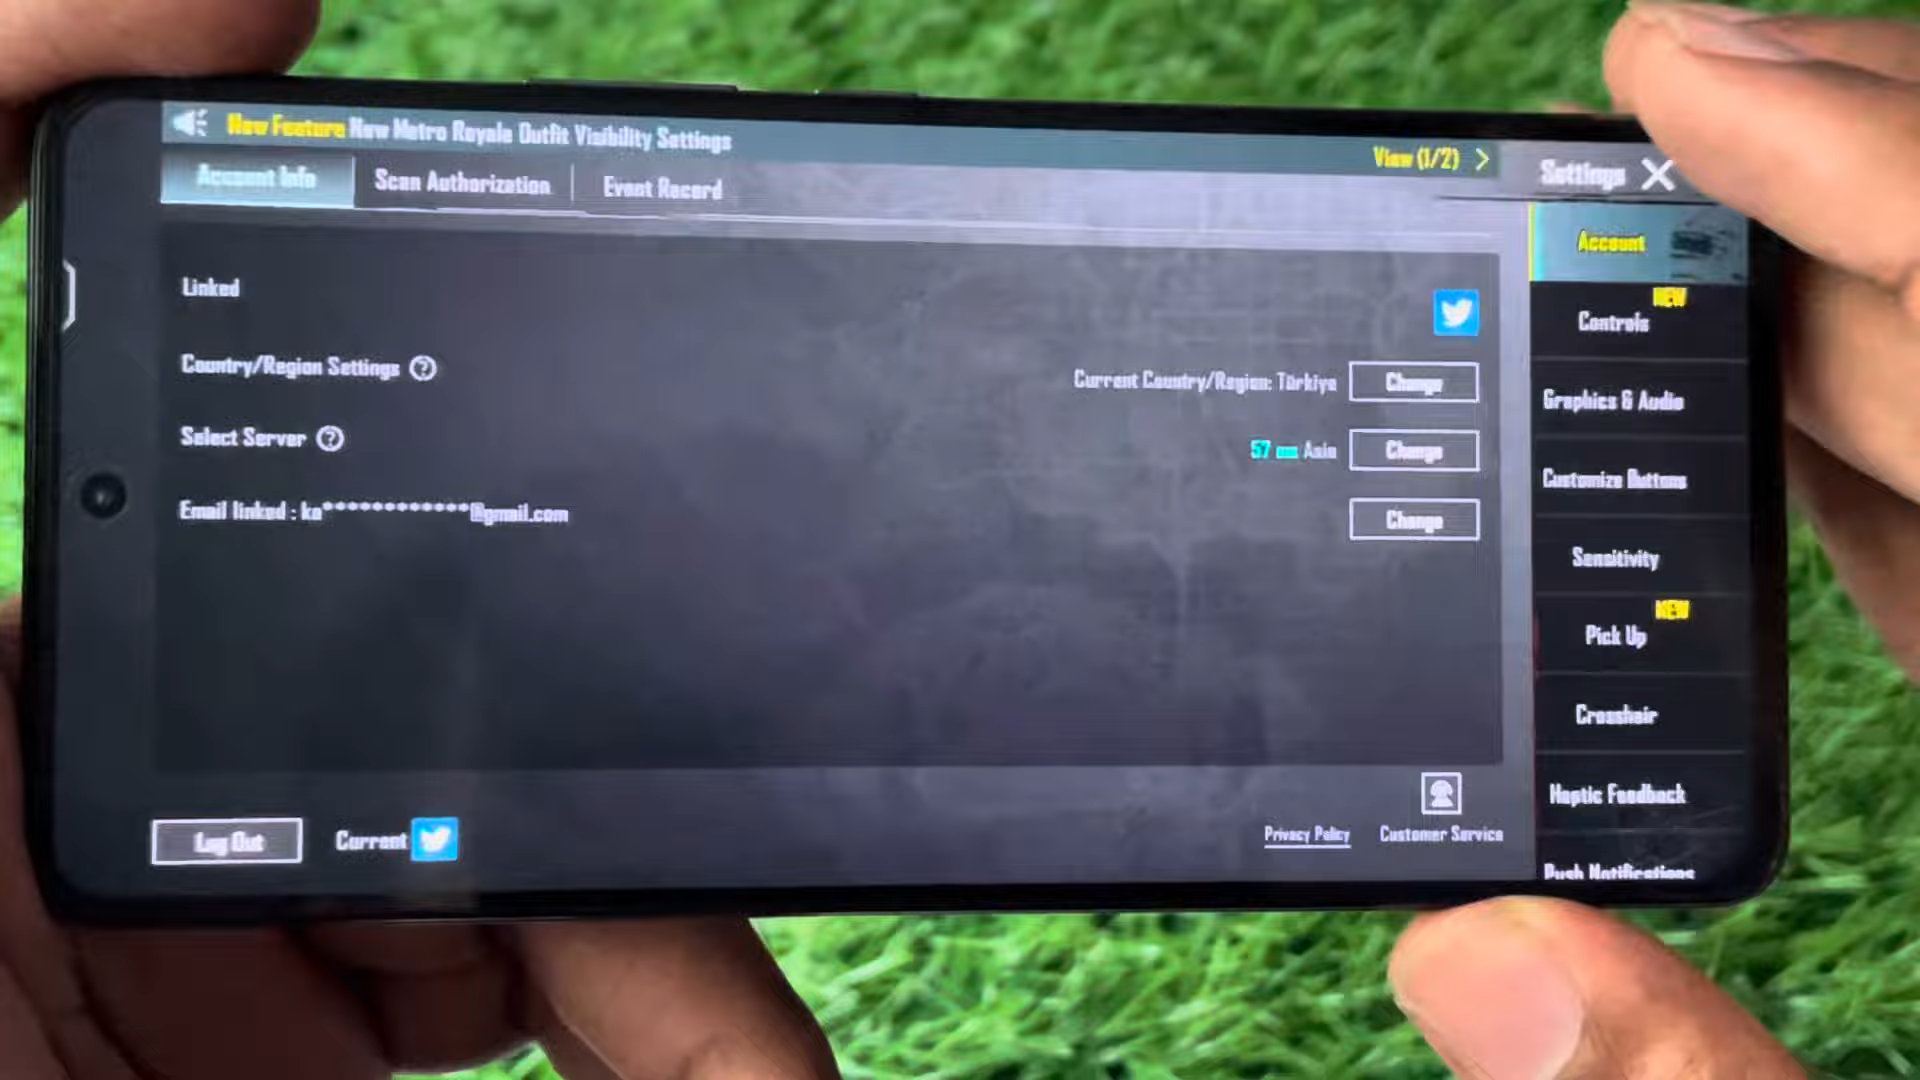 New Feature New Metro Royale Outfit Visibility Settings
View (1/2)
Settings
Account Info
Scan Authorization
Event Record
Account
Linked
NEW
Controls
Country/Region Settings
Current Country/Region: Türkiye
Change
Graphics & Audio
Select Server
57 ms Asia
Change
Customize Buttons
Email linked : ka************@gmail.com
Change
Sensitivity
NEW
Pick Up
Crosshair
Haptic Feedback
Log Out
Current
Privacy Policy
Customer Service
Push Notifications